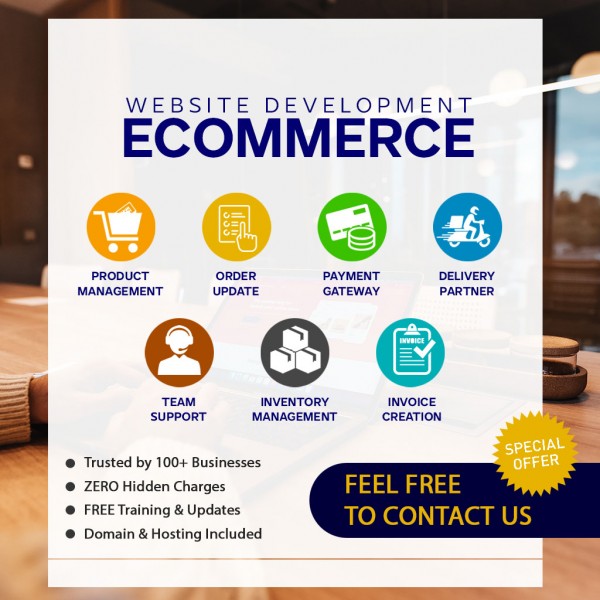 WEBSITE DEVELOPMENT
ECOMMERCE
PRODUCT
MANAGEMENT
ORDER
UPDATE
PAYMENT
GATEWAY
DELIVERY
PARTNER
INVOICE
TEAM
SUPPORT
INVENTORY
MANAGEMENT
INVOICE
CREATION
Trusted by 100+ Businesses
ZERO Hidden Charges
FREE Training & Updates
Domain & Hosting Included
SPECIAL
OFFER
FEEL FREE
TO CONTACT US